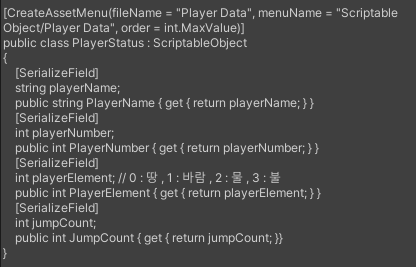 [CreateAssetMenu(fileName = "Player Data", menuName = "Scriptable
Object/Player Data", order = int.MaxValue)]
public class PlayerStatus : ScriptableObject
{
[SerializeField]
string playerName;
public string PlayerName { get { return playerName; } }
[SerializeField]
int playerNumber;
public int PlayerNumber { get { return playerNumber; } }
[SerializeField]
int playerElement; // 0 : 땅 , 1 : 바람 , 2 : 물 , 3 : 불
public int PlayerElement { get { return playerElement; } }
[SerializeField]
int jumpCount;
public int JumpCount { get { return jumpCount; }}
}